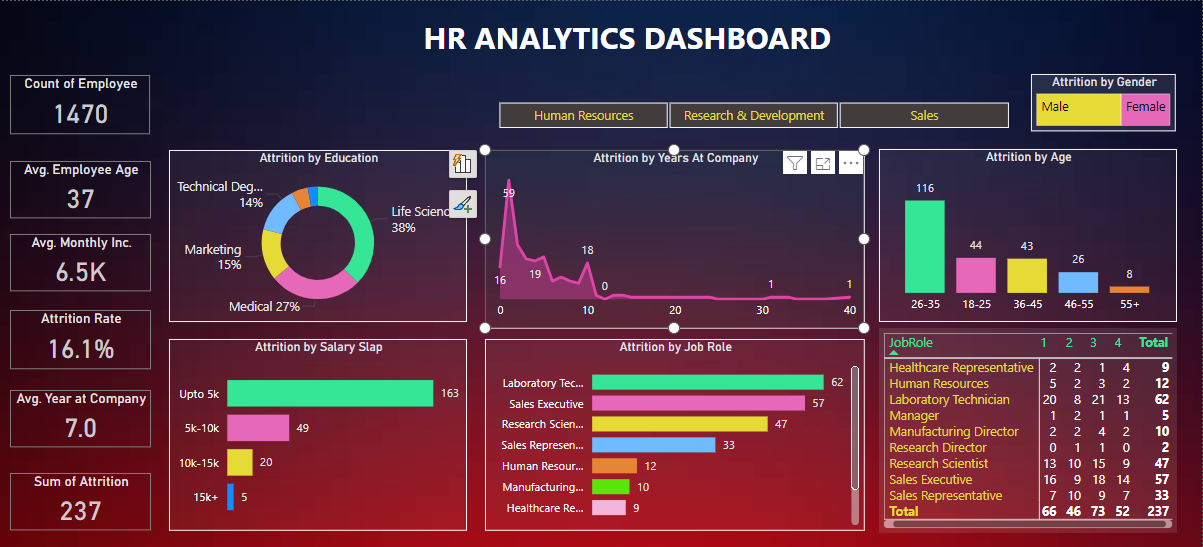 HR ANALYTICS DASHBOARD
Count of Employee
1470
Avg. Employee Age
37
Avg. Monthly Inc.
6.5K
Attrition Rate
16.1%
Avg. Year at Company
7.0
Sum of Attrition
237
Human Resources Research & Development Sales
Attrition by Gender
Male Female
Attrition by Education
Technical Deg...
14%
Life Scienc
38%
Marketing
15%
Medical 27%
Attrition by Years At Company
59
18
16
19
0
1
1
0 10 20 30 40
Attrition by Age
116
44
43
26
8
26-35 18-25 36-45 46-55 55+
Attrition by Salary Slap
Upto 5k 163
5k-10k 49
10k-15k 20
15k+ 5
Attrition by Job Role
Laboratory Tec... 62
Sales Executive 57
Research Scien... 47
Sales Represen... 33
Human Resour... 12
Manufacturing... 10
Healthcare Re... 9
JobRole 1 2 3 4 Total
Healthcare Representative 2 2 1 4 9
Human Resources 5 2 3 2 12
Laboratory Technician 20 8 21 13 62
Manager 1 2 1 1 5
Manufacturing Director 2 2 4 2 10
Research Director 0 1 1 0 2
Research Scientist 13 10 15 9 47
Sales Executive 16 9 18 14 57
Sales Representative 7 10 9 7 33
Total 66 46 73 52 237